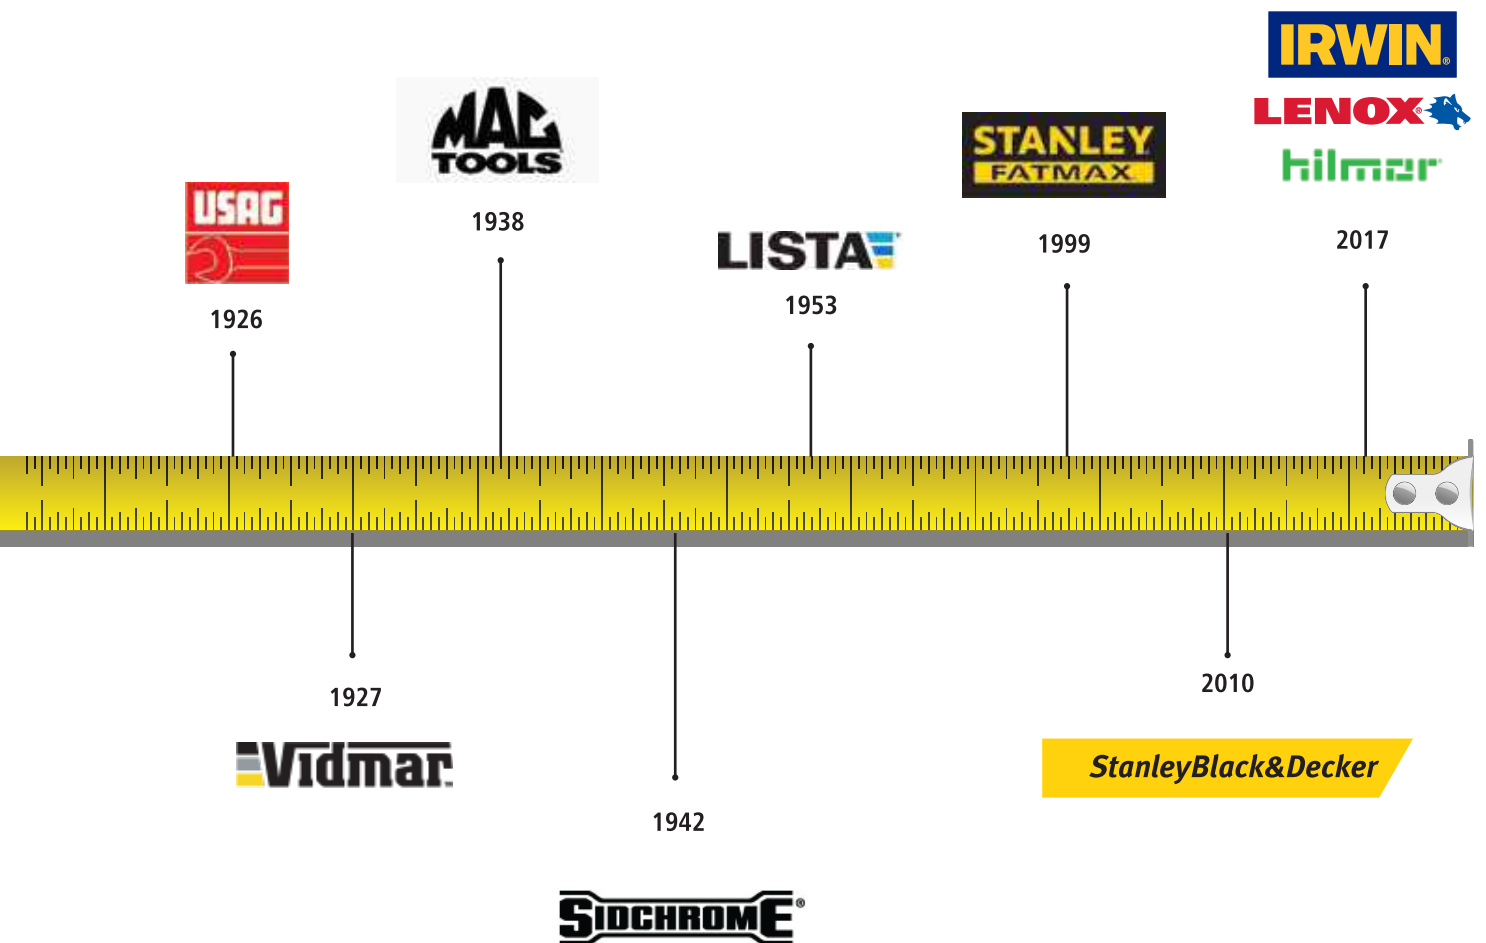 USAG
1926
MAC
TOOLS
1938
LISTA
1953
STANLEY
FATMAX
1999
IRWIN®
LENOX®
hilmor
2017
1927
Vidmar
1942
SIDCHROME®
2010
StanleyBlack&Decker